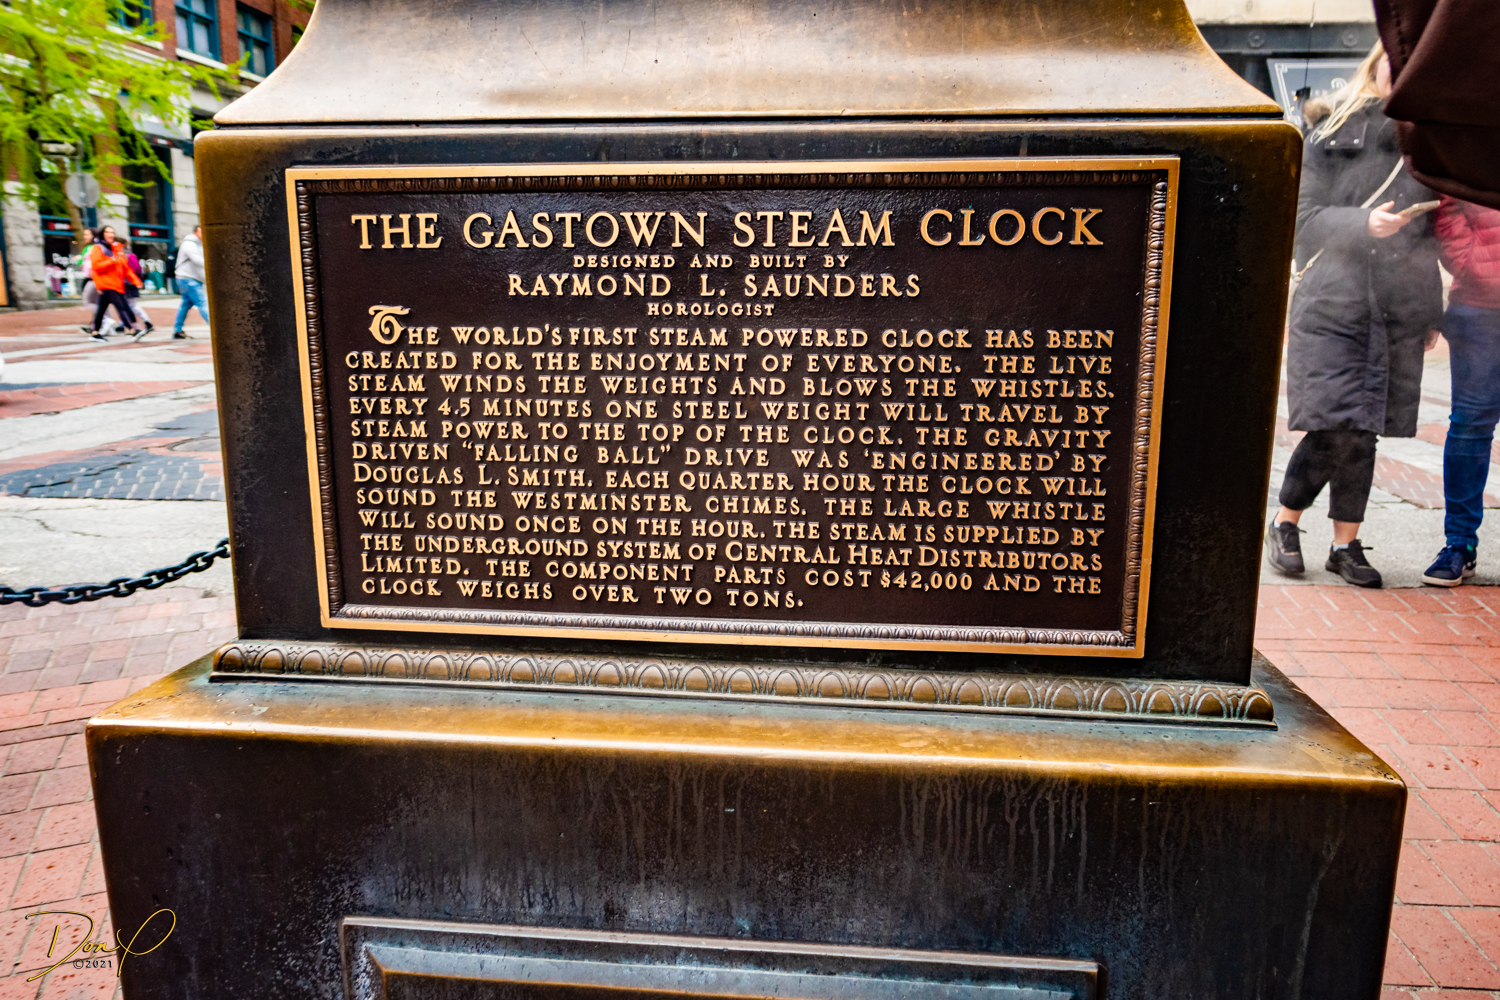 THE GASTOWN STEAM CLOCK
DESIGNED AND BUILT BY
RAYMOND L. SAUNDERS
HOROLOGIST
THE WORLD'S FIRST STEAM POWERED CLOCK HAS BEEN
CREATED FOR THE ENJOYMENT OF EVERYONE. THE LIVE
STEAM WINDS THE WEIGHTS AND BLOWS THE WHISTLES.
EVERY 4.5 MINUTES ONE STEEL WEIGHT WILL TRAVEL BY
STEAM POWER TO THE TOP OF THE CLOCK. THE GRAVITY
DRIVEN "FALLING BALL" DRIVE WAS 'ENGINEERED' BY
DOUGLAS L. SMITH. EACH QUARTER HOUR THE CLOCK WILL
SOUND THE WESTMINSTER CHIMES. THE LARGE WHISTLE
WILL SOUND ONCE ON THE HOUR. THE STEAM IS SUPPLIED BY
THE UNDERGROUND SYSTEM OF CENTRAL HEAT DISTRIBUTORS
LIMITED. THE COMPONENT PARTS COST $42,000 AND THE
CLOCK WEIGHS OVER TWO TONS.
Don P
©2021